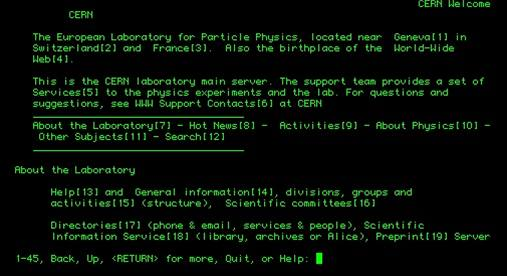 CERN Welcome
CERN
The European Laboratory for Particle Physics, located near Geneva[1] in
Switzerland[2] and France[3]. Also the birthplace of the World-Wide
Web[4].
This is the CERN laboratory main server. The support team provides a set of
Services[5] to the physics experiments and the lab. For questions and
suggestions, see WWW Support Contacts[6] at CERN
About the Laboratory[7] - Hot News[8] - Activities[9] - About Physics[10] -
Other Subjects[11] - Search[12]
About the Laboratory
Help[13] and General information[14], divisions, groups and
activities[15] (structure), Scientific committees[16]
Directories[17] (phone & email, services & people), Scientific
Information Service[18] (library, archives or Alice), Preprint[19] Server
1-45, Back, Up, <RETURN> for more, Quit, or Help: